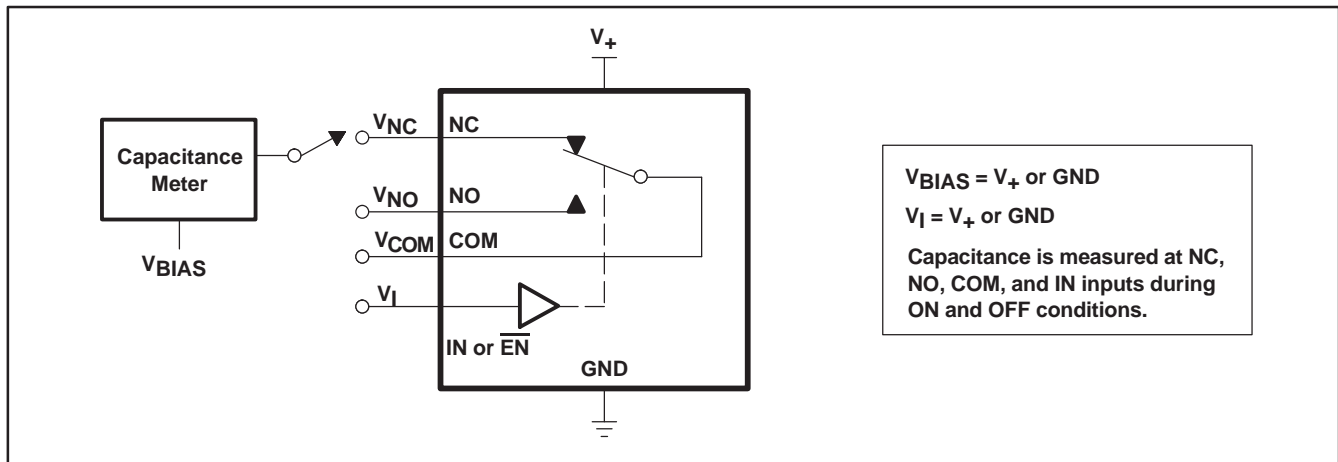 V+
Capacitance
Meter
VBIAS
VNC
NC
VNO
NO
VCOM
COM
VI
IN or E̅N̅
GND
VBIAS = V+ or GND
VI = V+ or GND
Capacitance is measured at NC,
NO, COM, and IN inputs during
ON and OFF conditions.